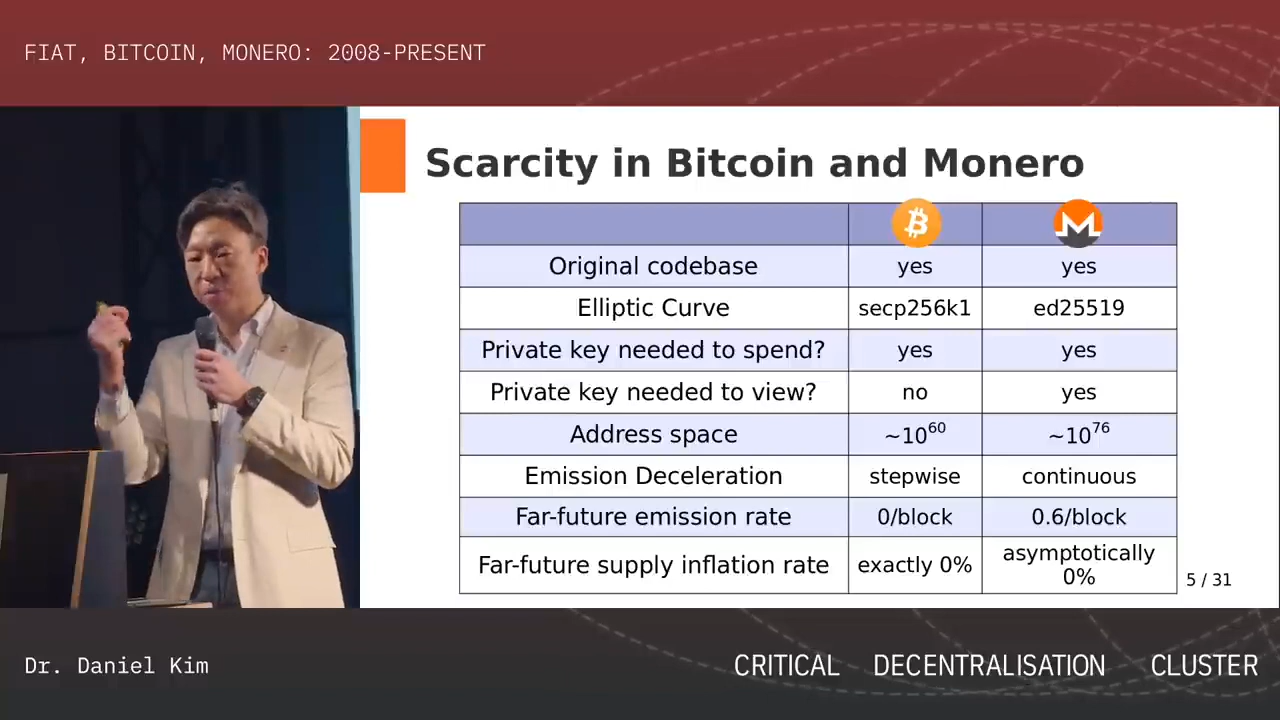 FIAT, BITCOIN, MONERO: 2008-PRESENT
Scarcity in Bitcoin and Monero
Original codebase yes yes
Elliptic Curve secp256k1 ed25519
Private key needed to spend? yes yes
Private key needed to view? no yes
Address space ~10⁶⁰ ~10⁷⁶
Emission Deceleration stepwise continuous
Far-future emission rate 0/block 0.6/block
Far-future supply inflation rate exactly 0% asymptotically 0%
5 / 31
Dr. Daniel Kim
CRITICAL DECENTRALISATION CLUSTER